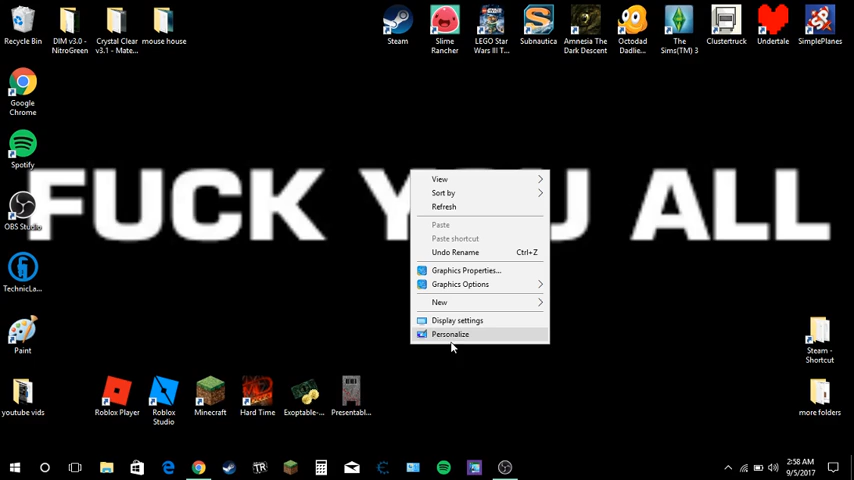 Recycle Bin
DIM v3.0 - NitroGreen
Crystal Clear v3.1 - Mate...
mouse house
Steam
Slime Rancher
LEGO Star Wars III T...
Subnautica
Amnesia The Dark Descent
Octodad Dadlie...
The Sims(TM) 3
Clustertruck
Undertale
SimplePlanes
Google Chrome
Spotify
FUCK YOU ALL
OBS Studio
View
Sort by
Refresh
Paste
Paste shortcut
Undo Rename Ctrl+Z
Graphics Properties...
Graphics Options
New
Display settings
Personalize
TechnicLa...
Paint
Steam - Shortcut
youtube vids
Roblox Player
Roblox Studio
Minecraft
Hard Time
Exoptable-...
Presentabl...
more folders
2:58 AM
9/5/2017